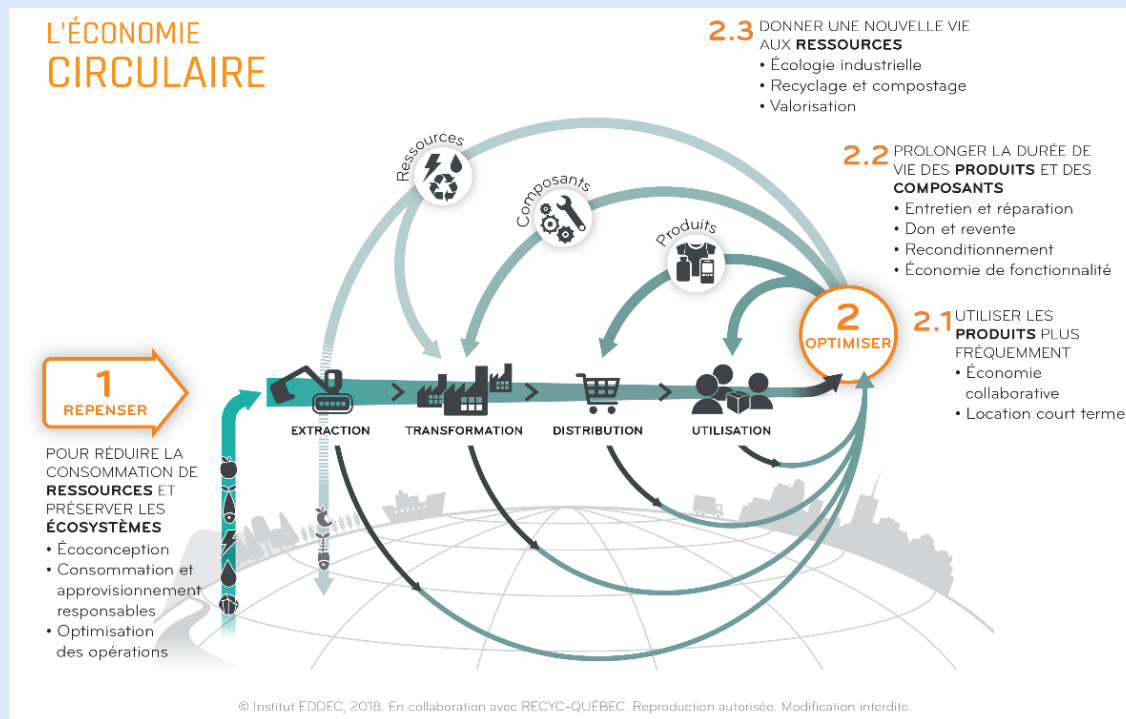 L'ÉCONOMIE
CIRCULAIRE
2.3 DONNER UNE NOUVELLE VIE
AUX RESSOURCES
• Écologie industrielle
• Recyclage et compostage
• Valorisation
2.2 PROLONGER LA DURÉE DE
VIE DES PRODUITS ET DES
COMPOSANTS
• Entretien et réparation
• Don et revente
• Reconditionnement
• Économie de fonctionnalité
2.1 UTILISER LES
PRODUITS PLUS
FRÉQUEMMENT
• Économie
collaborative
• Location court terme
Ressources
Composants
Produits
2
OPTIMISER
1
REPENSER
POUR RÉDUIRE LA
CONSOMMATION DE
RESSOURCES ET
PRÉSERVER LES
ÉCOSYSTÈMES
• Écoconception
• Consommation et
approvisionnement
responsables
• Optimisation
des opérations
EXTRACTION
TRANSFORMATION
DISTRIBUTION
UTILISATION
© Institut EDDEC, 2018. En collaboration avec RECYC-QUÉBEC. Reproduction autorisée. Modification interdite.